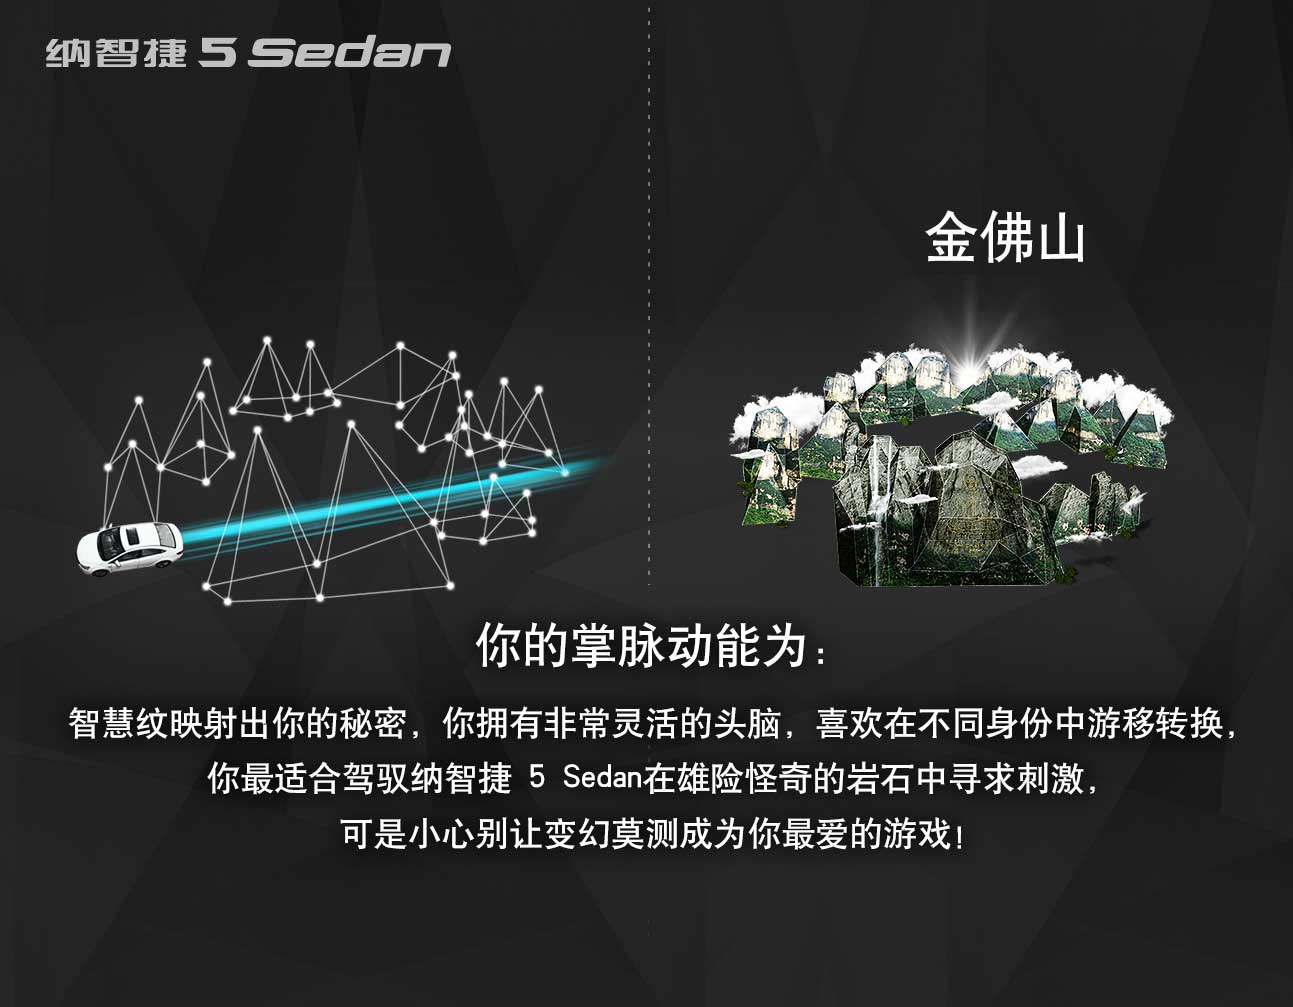 纳智捷 5 Sedan
金佛山
你的掌脉动能为：
智慧纹映射出你的秘密，你拥有非常灵活的头脑，喜欢在不同身份中游移转换，
你最适合驾驭纳智捷 5 Sedan在雄险怪奇的岩石中寻求刺激，
可是小心别让变幻莫测成为你最爱的游戏！